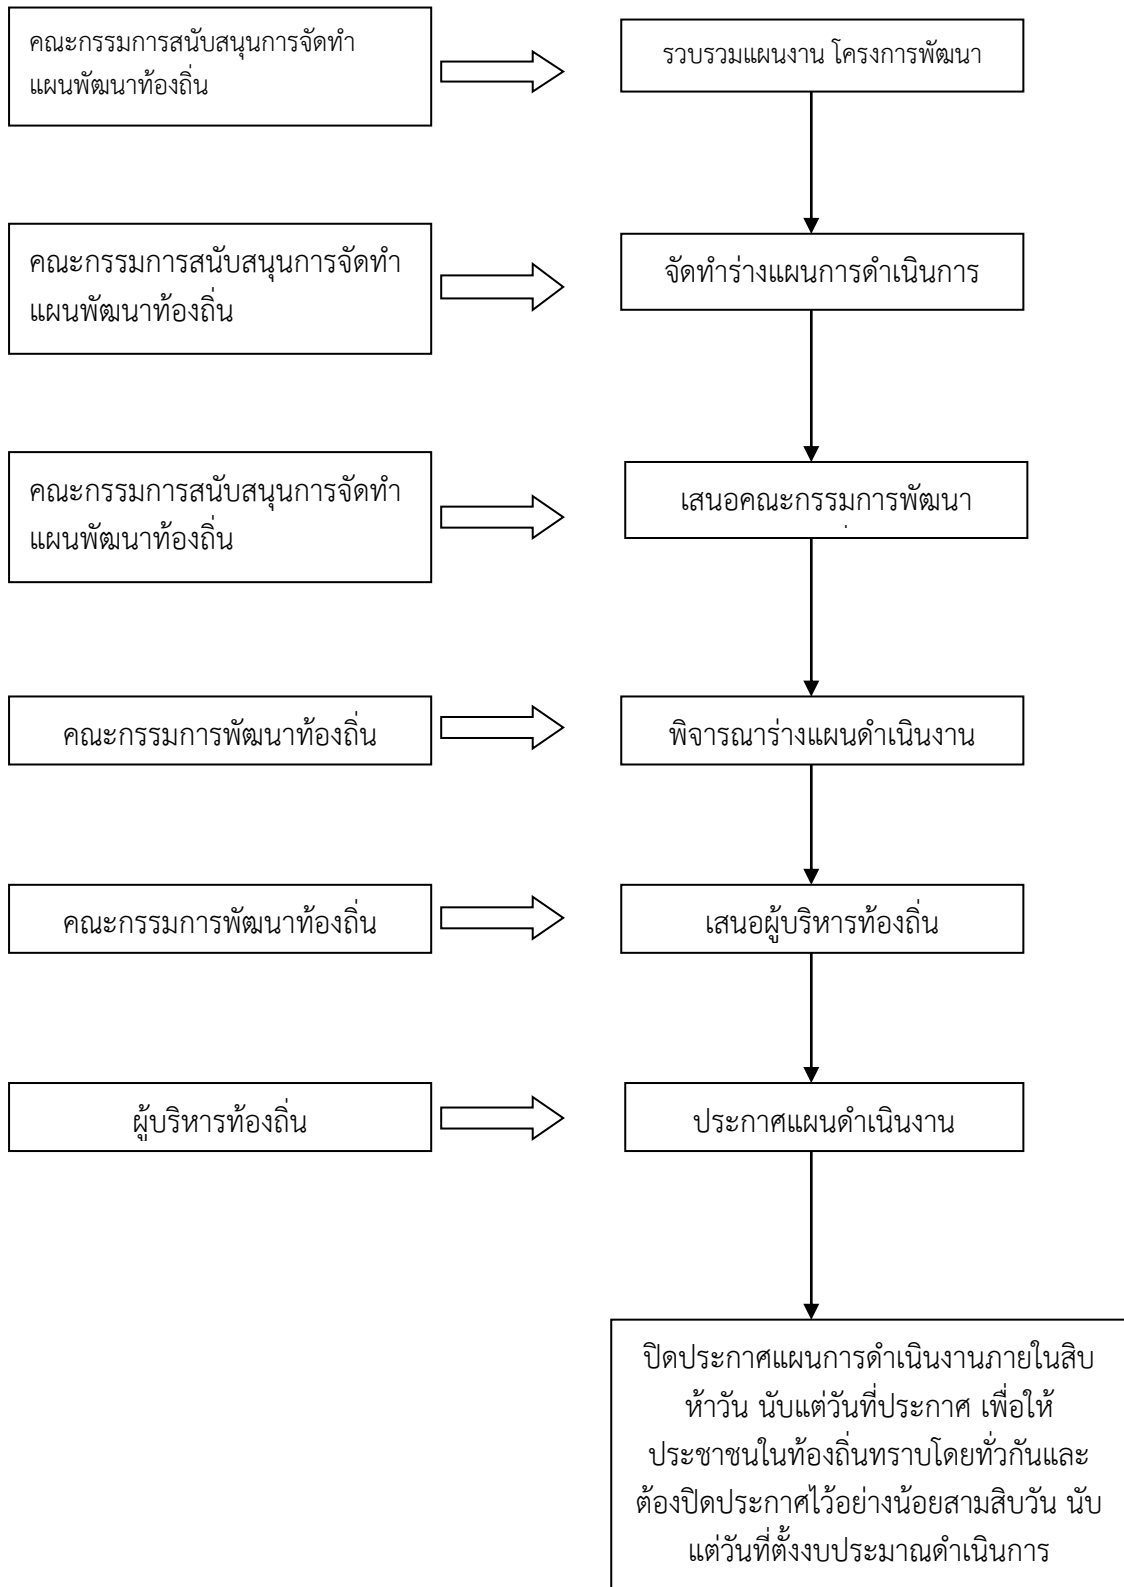 คณะกรรมการสนับสนุนการจัดทำ
แผนพัฒนาท้องถิ่น
รวบรวมแผนงาน โครงการพัฒนา
คณะกรรมการสนับสนุนการจัดทำ
แผนพัฒนาท้องถิ่น
จัดทำร่างแผนการดำเนินการ
คณะกรรมการสนับสนุนการจัดทำ
แผนพัฒนาท้องถิ่น
เสนอคณะกรรมการพัฒนา
คณะกรรมการพัฒนาท้องถิ่น
พิจารณาร่างแผนดำเนินงาน
คณะกรรมการพัฒนาท้องถิ่น
เสนอผู้บริหารท้องถิ่น
ผู้บริหารท้องถิ่น
ประกาศแผนดำเนินงาน
ปิดประกาศแผนการดำเนินงานภายในสิบ
ห้าวัน นับแต่วันที่ประกาศ เพื่อให้
ประชาชนในท้องถิ่นทราบโดยทั่วกันและ
ต้องปิดประกาศไว้อย่างน้อยสามสิบวัน นับ
แต่วันที่ตั้งงบประมาณดำเนินการ